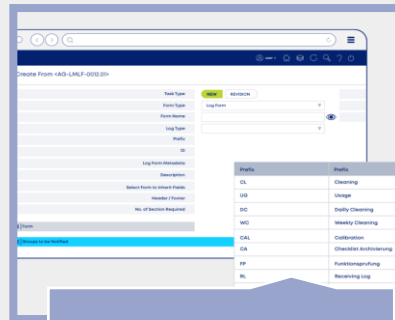 Create From <AG-LMLF-0012.01>
Task Type NEW REVISION
Form Type Log Form
Form Name
Log Type
Prefix
ID
Log Form Metadata
Description
Select Form to Inherit Fields
Header / Footer
No. of Section Required
Form
Groups to be Notified
Prefix Prefix
CL Cleaning
UG Usage
DC Daily Cleaning
WC Weekly Cleaning
CAL Calibration
CA Checklist Archivierung
FP Funktionsprufung
RL Receiving Log